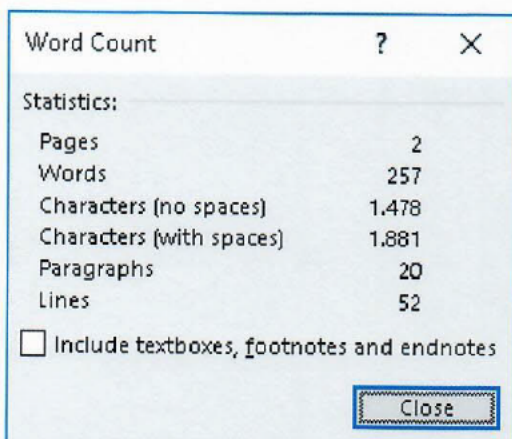 Word Count ? ✕
Statistics:
Pages 2
Words 257
Characters (no spaces) 1.478
Characters (with spaces) 1.881
Paragraphs 20
Lines 52
Include textboxes, footnotes and endnotes
Close